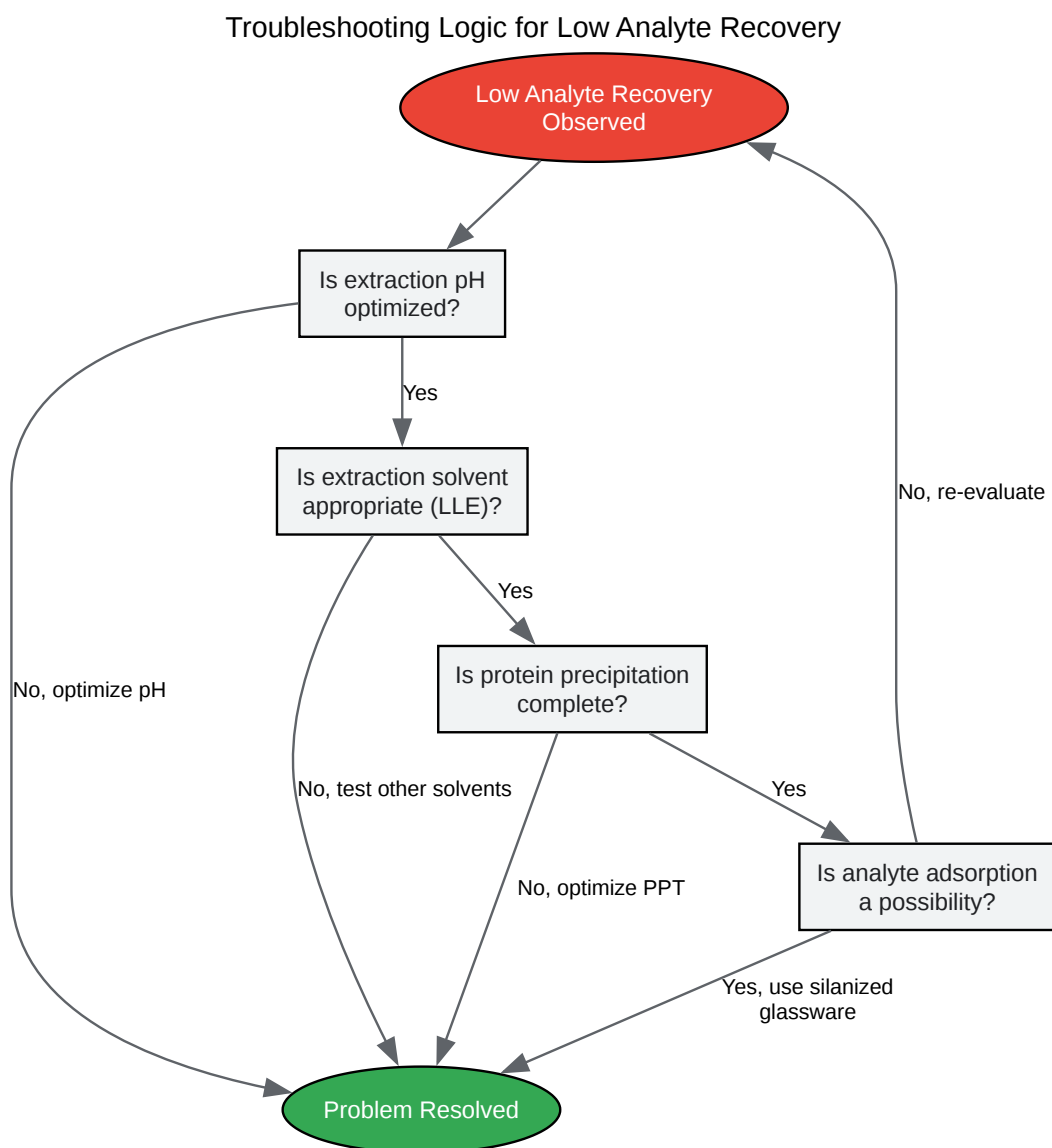 Troubleshooting Logic for Low Analyte Recovery
Low Analyte Recovery
Observed
Is extraction pH
optimized?
Yes
Is extraction solvent
appropriate (LLE)?
No, re-evaluate
Yes
Is protein precipitation
complete?
No, optimize pH
No, test other solvents
Yes
Is analyte adsorption
a possibility?
No, optimize PPT
Yes, use silanized
glassware
Problem Resolved